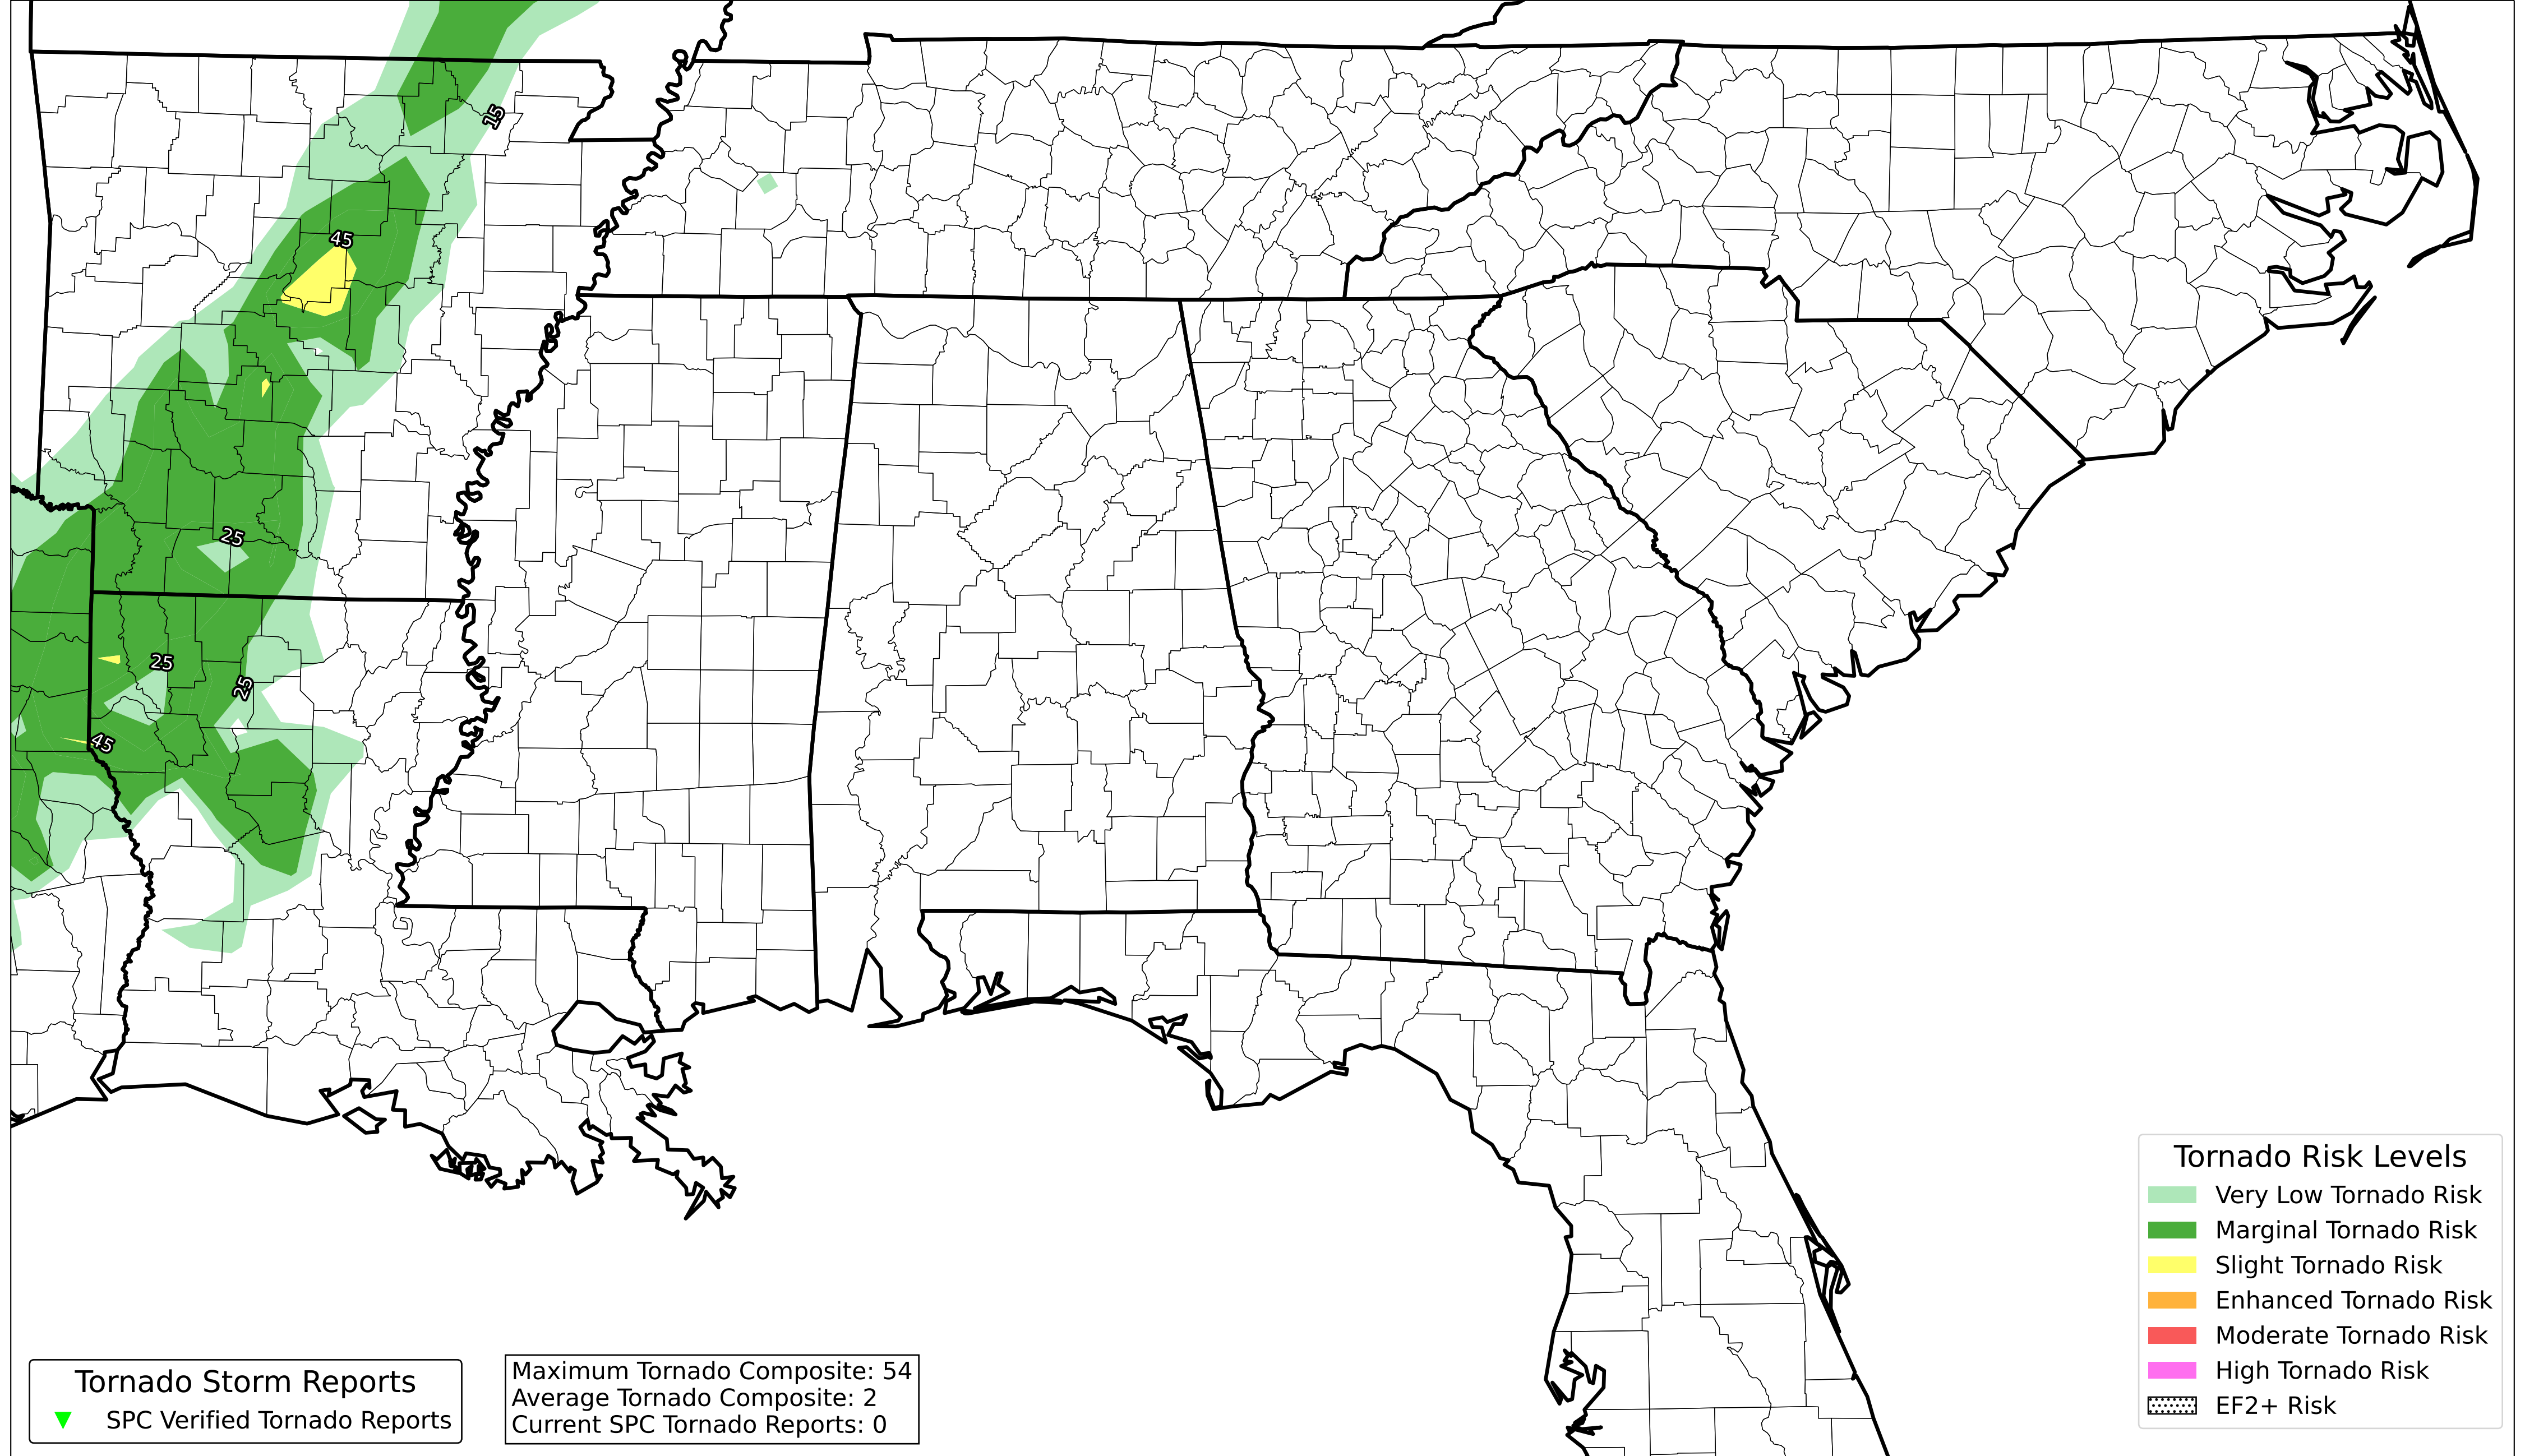 15
45
25
25
25
45
Tornado Risk Levels
Very Low Tornado Risk
Marginal Tornado Risk
Slight Tornado Risk
Enhanced Tornado Risk
Moderate Tornado Risk
High Tornado Risk
EF2+ Risk
Tornado Storm Reports
SPC Verified Tornado Reports
Maximum Tornado Composite: 54
Average Tornado Composite: 2
Current SPC Tornado Reports: 0